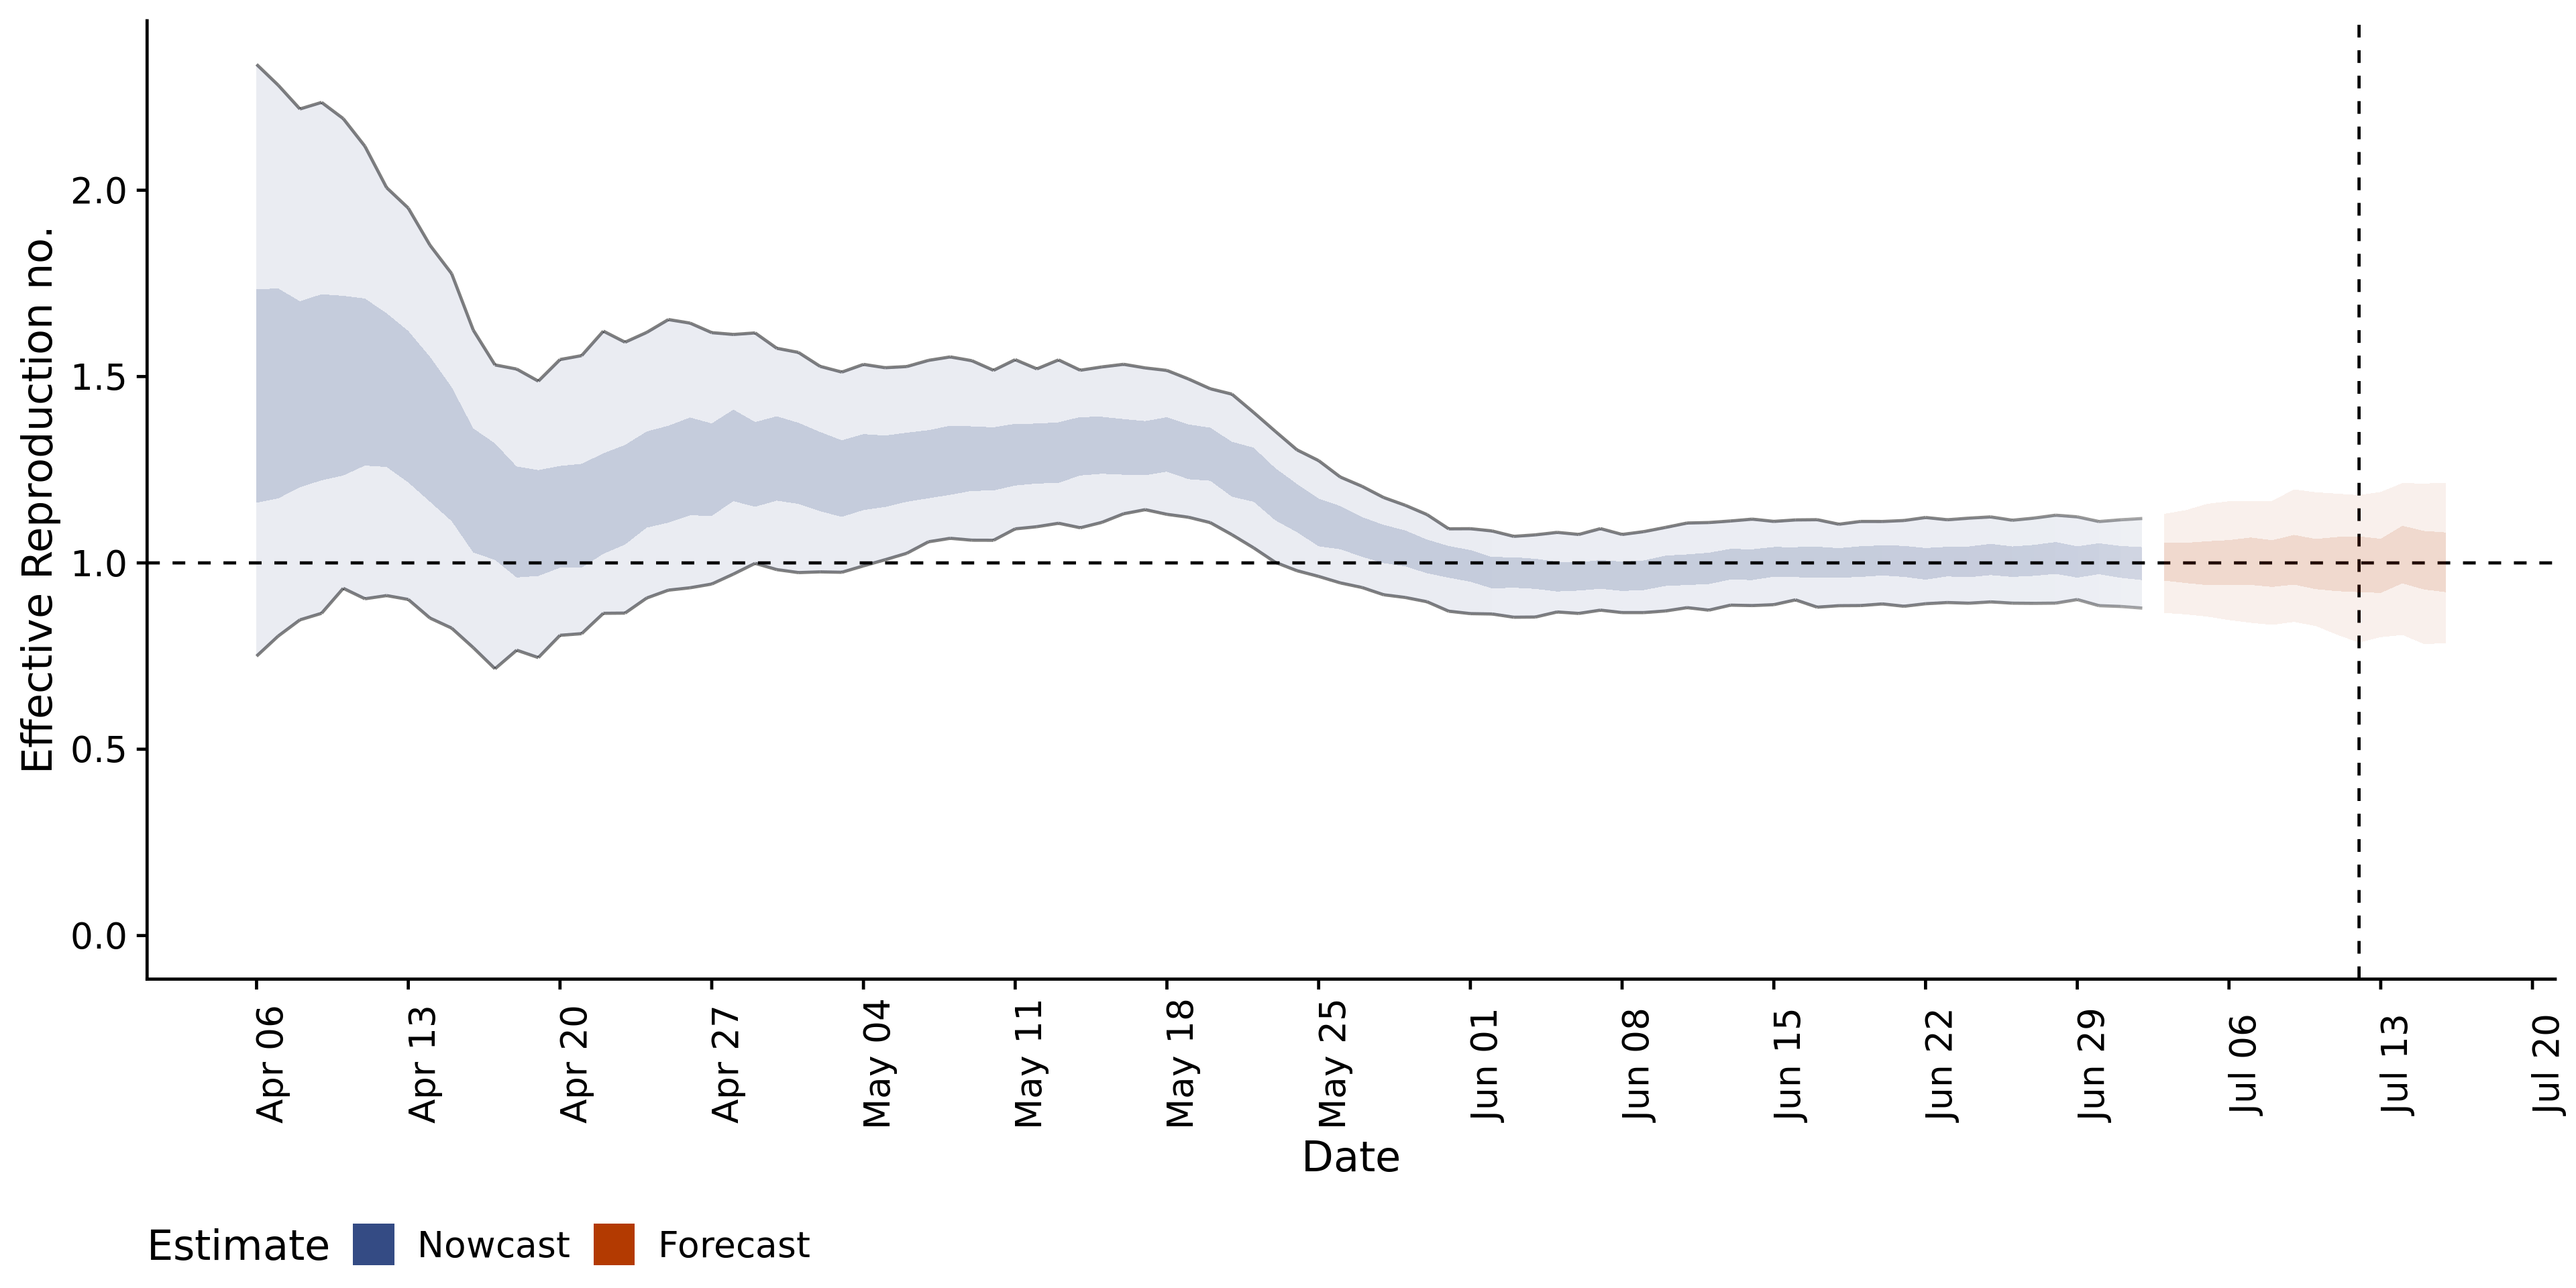 Effective Reproduction no.
2.0
1.5
1.0
0.5
0.0
Apr 06
Apr 13
Apr 20
Apr 27
May 04
May 11
May 18
May 25
Jun 01
Jun 08
Jun 15
Jun 22
Jun 29
Jul 06
Jul 13
Jul 20
Date
Estimate Nowcast Forecast